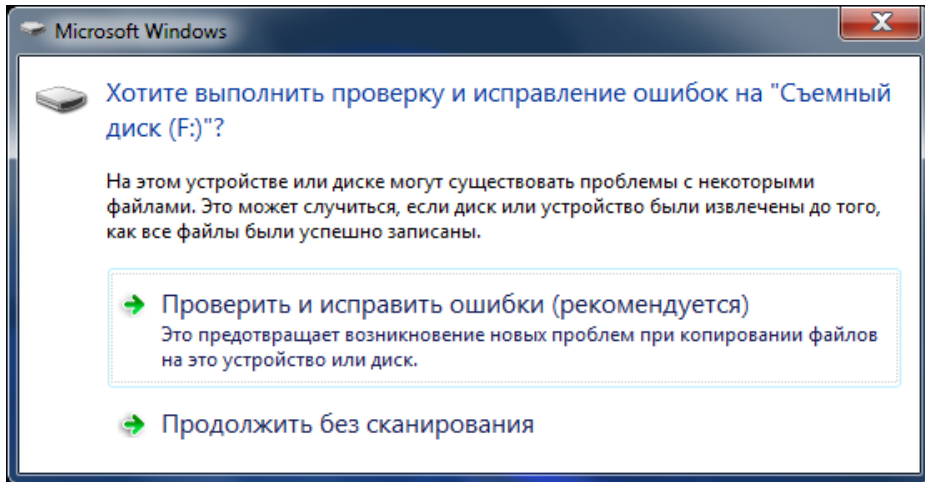 Microsoft Windows
Хотите выполнить проверку и исправление ошибок на "Съемный
диск (F:)"?
На этом устройстве или диске могут существовать проблемы с некоторыми
файлами. Это может случиться, если диск или устройство были извлечены до того,
как все файлы были успешно записаны.
Проверить и исправить ошибки (рекомендуется)
Это предотвращает возникновение новых проблем при копировании файлов
на это устройство или диск.
Продолжить без сканирования